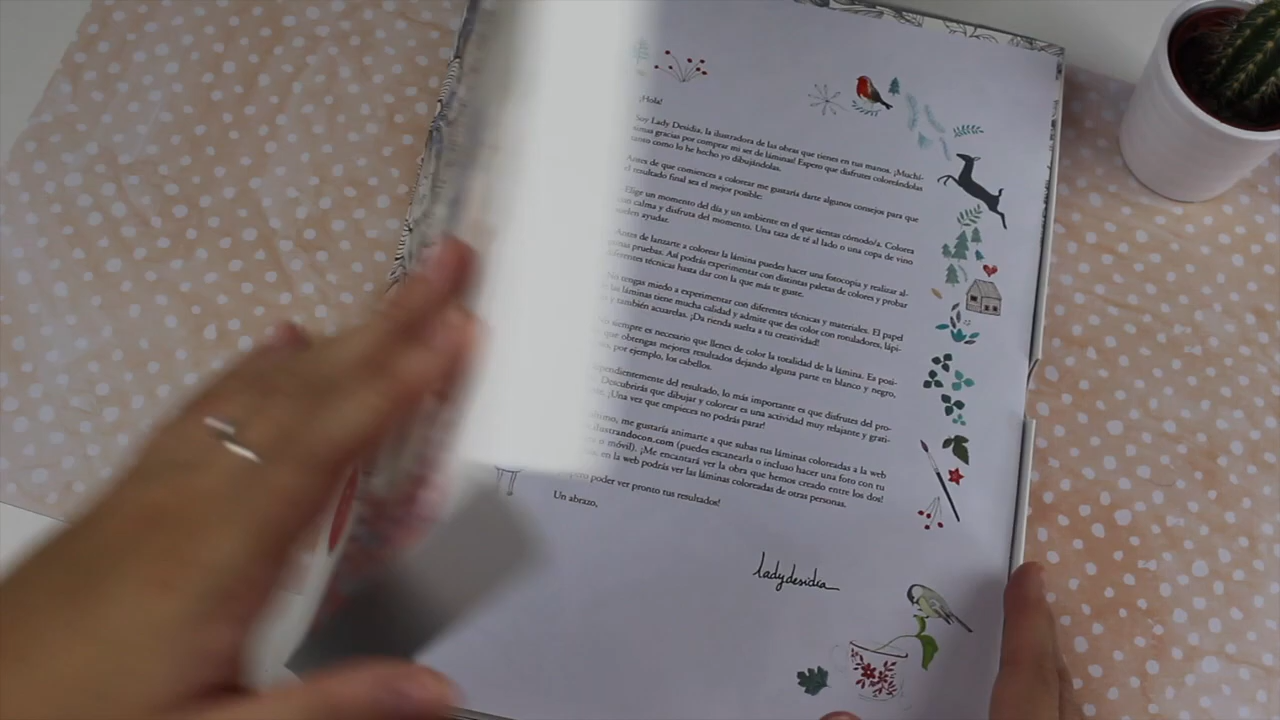 ¡Hola!
Soy Lady Desidia, la ilustradora de las obras que tienes en tus manos. ¡Muchí-
simas gracias por comprar mi set de láminas! Espero que disfrutes coloreándolas
tanto como lo he hecho yo dibujándolas.
Antes de que comiences a colorear me gustaría darte algunos consejos para que
el resultado final sea el mejor posible:
Elige un momento del día y un ambiente en el que sientas cómodo/a. Colorea
con calma y disfruta del momento. Una taza de té al lado o una copa de vino
suelen ayudar.
Antes de lanzarte a colorear la lámina puedes hacer una fotocopia y realizar al-
gunas pruebas. Así podrás experimentar con distintas paletas de colores y probar
diferentes técnicas hasta dar con la que más te guste.
No tengas miedo a experimentar con diferentes técnicas y materiales. El papel
las láminas tiene mucha calidad y admite que des color con rotuladores, lápi-
y también acuarelas. ¡Da rienda suelta a tu creatividad!
siempre es necesario que llenes de color la totalidad de la lámina. Es posi-
que obtengas mejores resultados dejando alguna parte en blanco y negro,
por ejemplo, los cabellos.
del resultado, lo más importante es que disfrutes del pro-
Descubrirás que dibujar y colorear es una actividad muy relajante y grati-
¡Una vez que empieces no podrás parar!
me gustaría animarte a que subas tus láminas coloreadas a la web
ilustrandocon.com (puedes escanearla o incluso hacer una foto con tu
móvil). ¡Me encantará ver la obra que hemos creado entre los dos!
en la web podrás ver las láminas coloreadas de otras personas.
poder ver pronto tus resultados!
Un abrazo,
ladydesidia